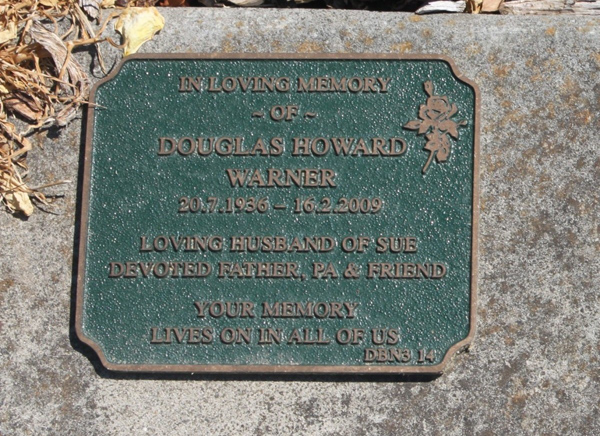 IN LOVING MEMORY
~ OF ~
DOUGLAS HOWARD
WARNER
20.7.1936 – 16.2.2009
LOVING HUSBAND OF SUE
DEVOTED FATHER, PA & FRIEND
YOUR MEMORY
LIVES ON IN ALL OF US
DBN3 14